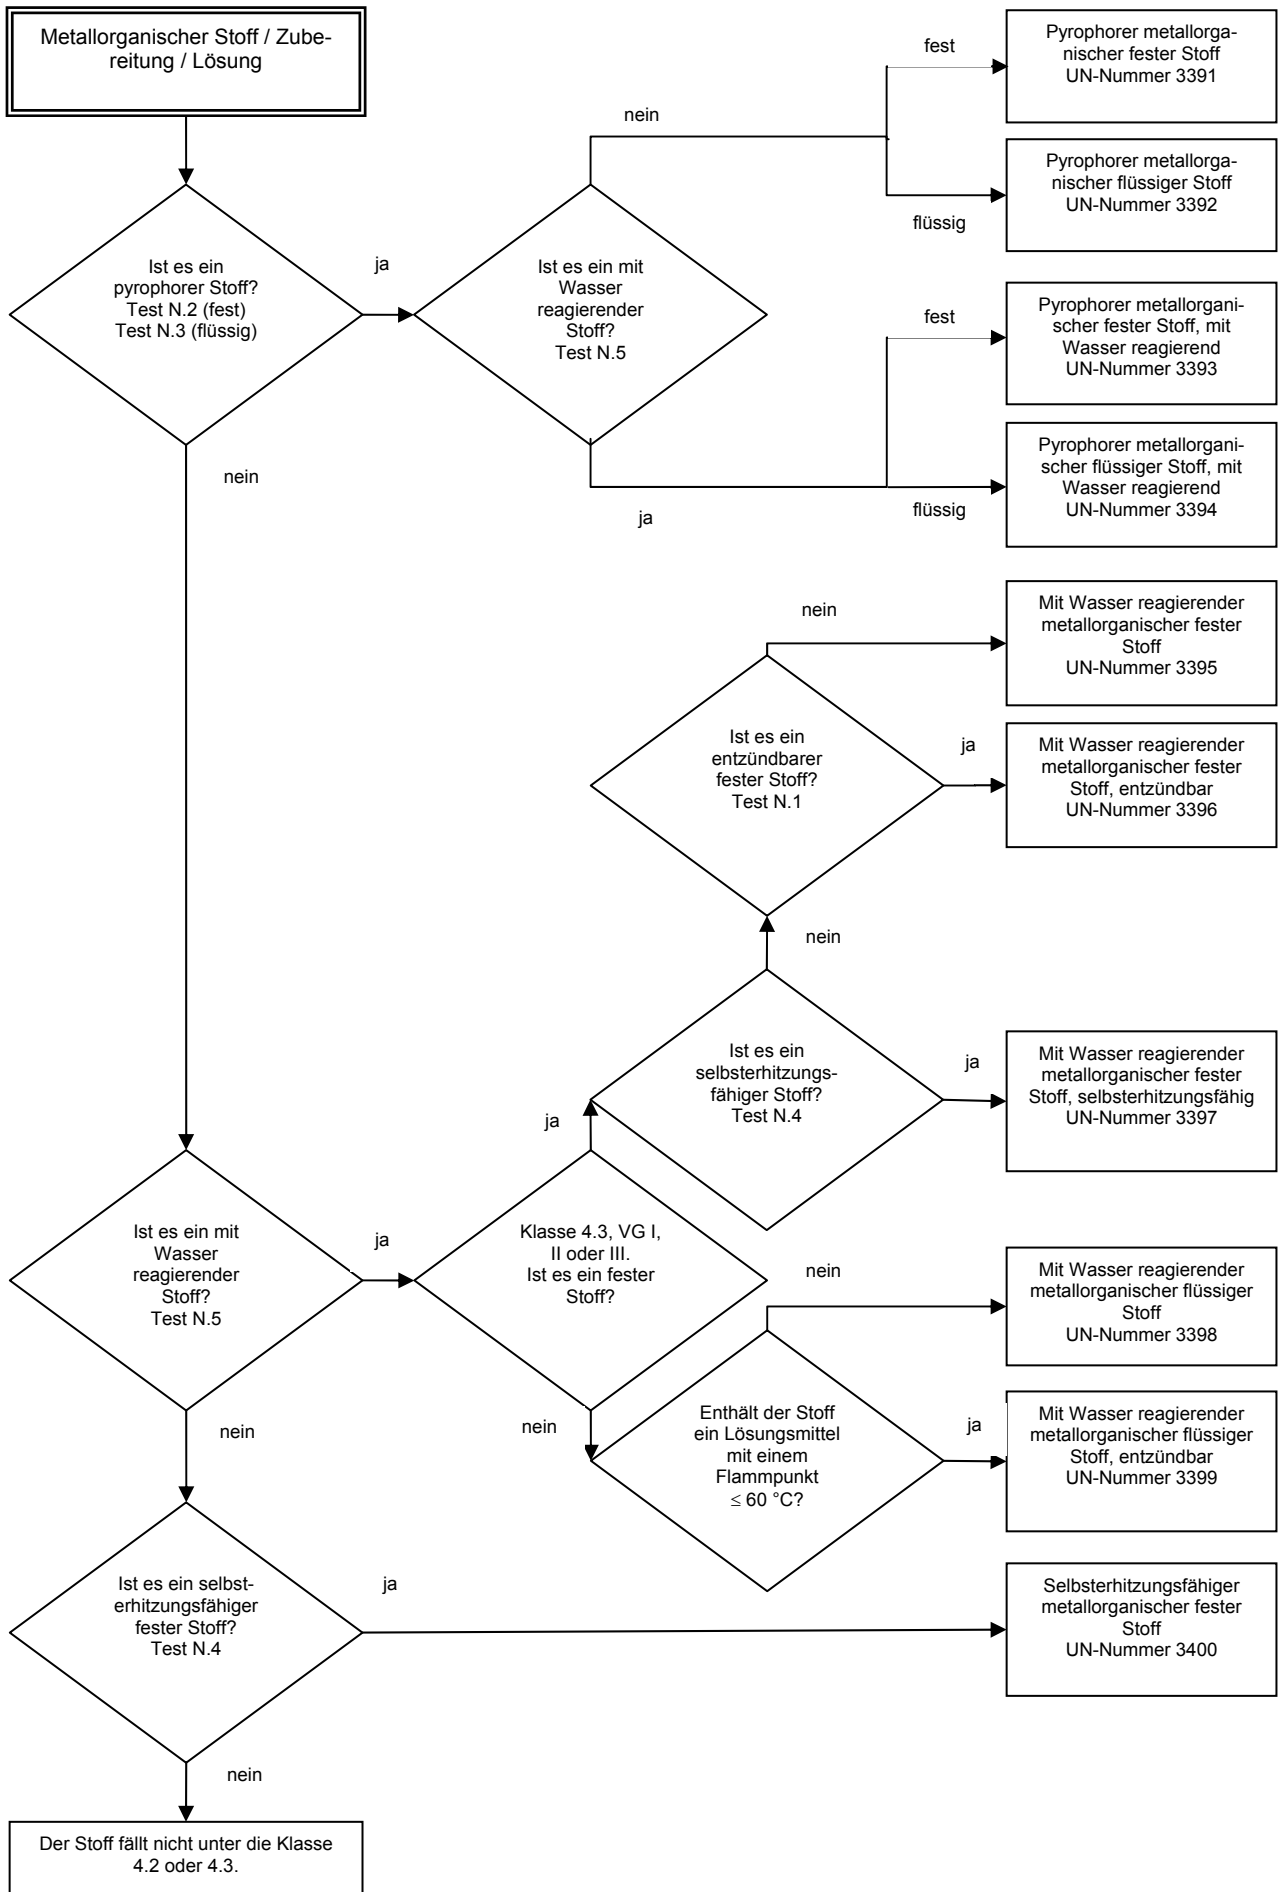 Metallorganischer Stoff / Zube-
reitung / Lösung
fest
Pyrophorer metallorga-
nischer fester Stoff
UN-Nummer 3391
nein
Pyrophorer metallorga-
nischer flüssiger Stoff
UN-Nummer 3392
flüssig
Ist es ein
pyrophorer Stoff?
Test N.2 (fest)
Test N.3 (flüssig)
ja
Ist es ein mit
Wasser
reagierender
Stoff?
Test N.5
fest
Pyrophorer metallorgani-
scher fester Stoff, mit
Wasser reagierend
UN-Nummer 3393
nein
ja
flüssig
Pyrophorer metallorgani-
scher flüssiger Stoff, mit
Wasser reagierend
UN-Nummer 3394
nein
Mit Wasser reagierender
metallorganischer fester
Stoff
UN-Nummer 3395
Ist es ein
entzündbarer
fester Stoff?
Test N.1
ja
Mit Wasser reagierender
metallorganischer fester
Stoff, entzündbar
UN-Nummer 3396
nein
Ist es ein
selbsterhitzungs-
fähiger Stoff?
Test N.4
ja
Mit Wasser reagierender
metallorganischer fester
Stoff, selbsterhitzungsfähig
UN-Nummer 3397
ja
Ist es ein mit
Wasser
reagierender
Stoff?
Test N.5
ja
Klasse 4.3, VG I,
II oder III.
Ist es ein fester
Stoff?
nein
Mit Wasser reagierender
metallorganischer flüssiger
Stoff
UN-Nummer 3398
nein
nein
Enthält der Stoff
ein Lösungsmittel
mit einem
Flammpunkt
≤ 60 °C?
ja
Mit Wasser reagierender
metallorganischer flüssiger
Stoff, entzündbar
UN-Nummer 3399
Ist es ein selbst-
erhitzungsfähiger
fester Stoff?
Test N.4
ja
Selbsterhitzungsfähiger
metallorganischer fester
Stoff
UN-Nummer 3400
nein
Der Stoff fällt nicht unter die Klasse
4.2 oder 4.3.